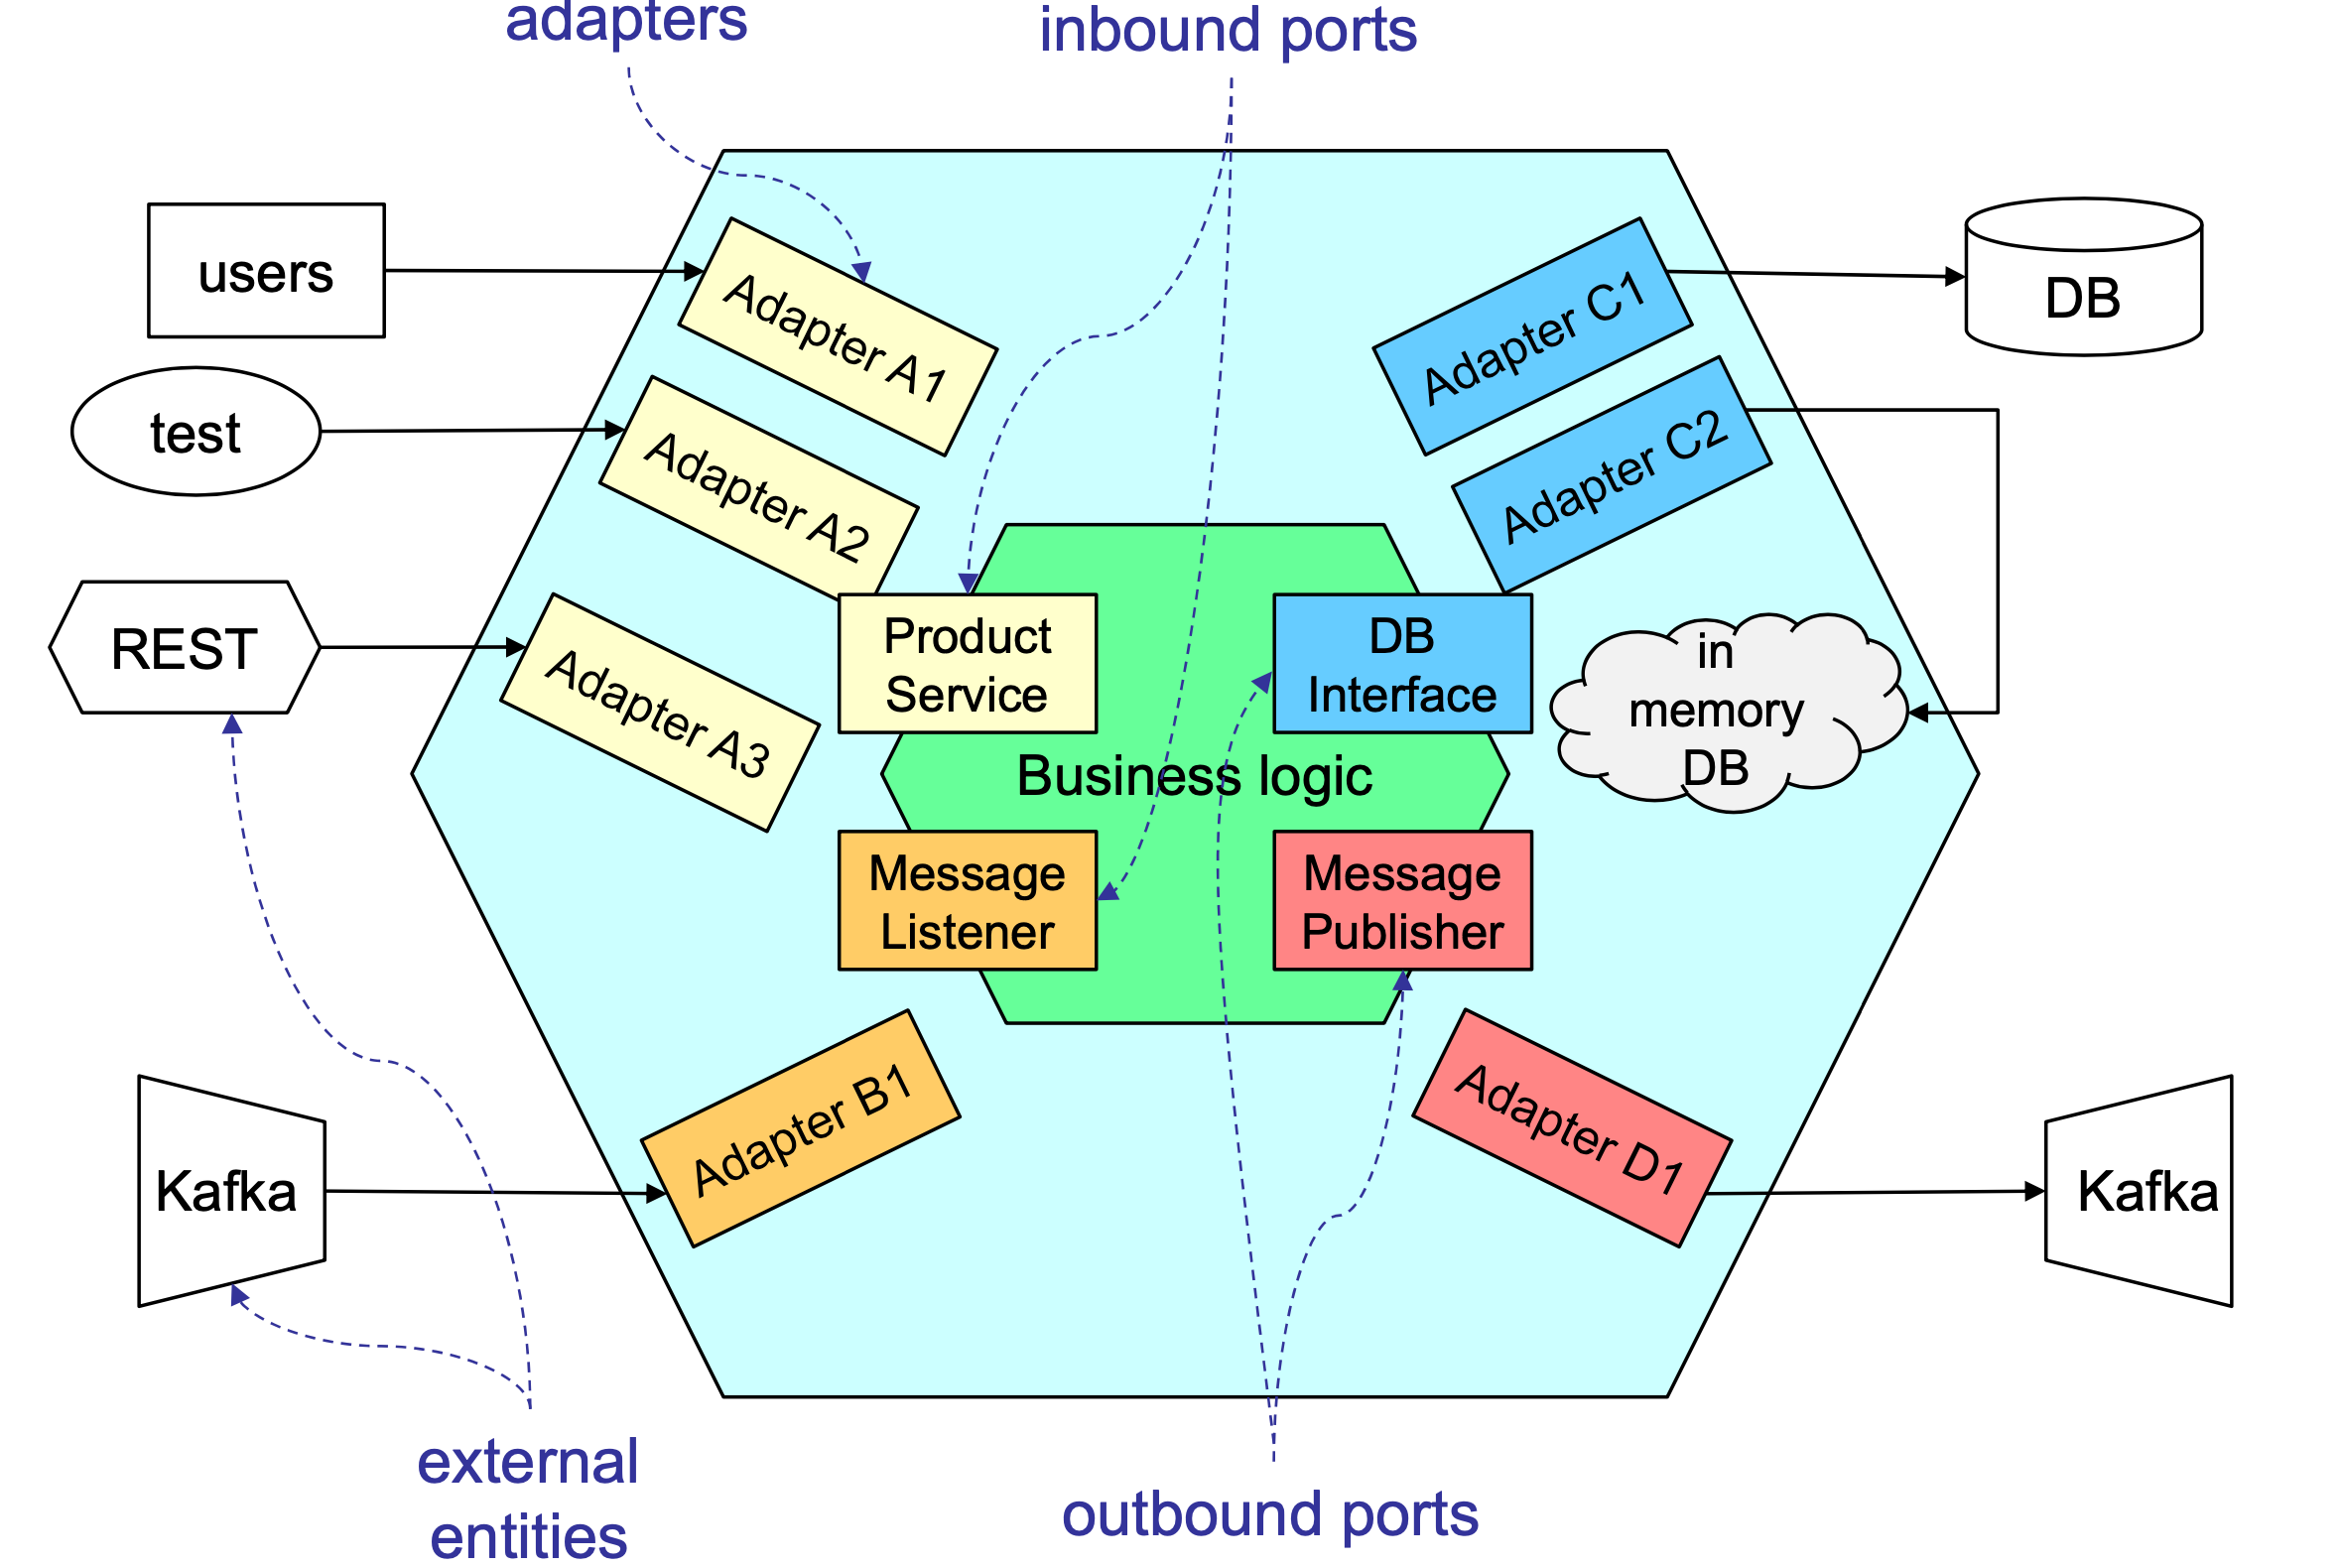 adapters
inbound ports
users
Adapter A1
Adapter C1
DB
test
Adapter A2
Adapter C2
REST
Adapter A3
Product
Service
DB
Interface
in
memory
DB
Business logic
Message
Listener
Message
Publisher
Kafka
Adapter B1
Adapter D1
Kafka
external
entities
outbound ports